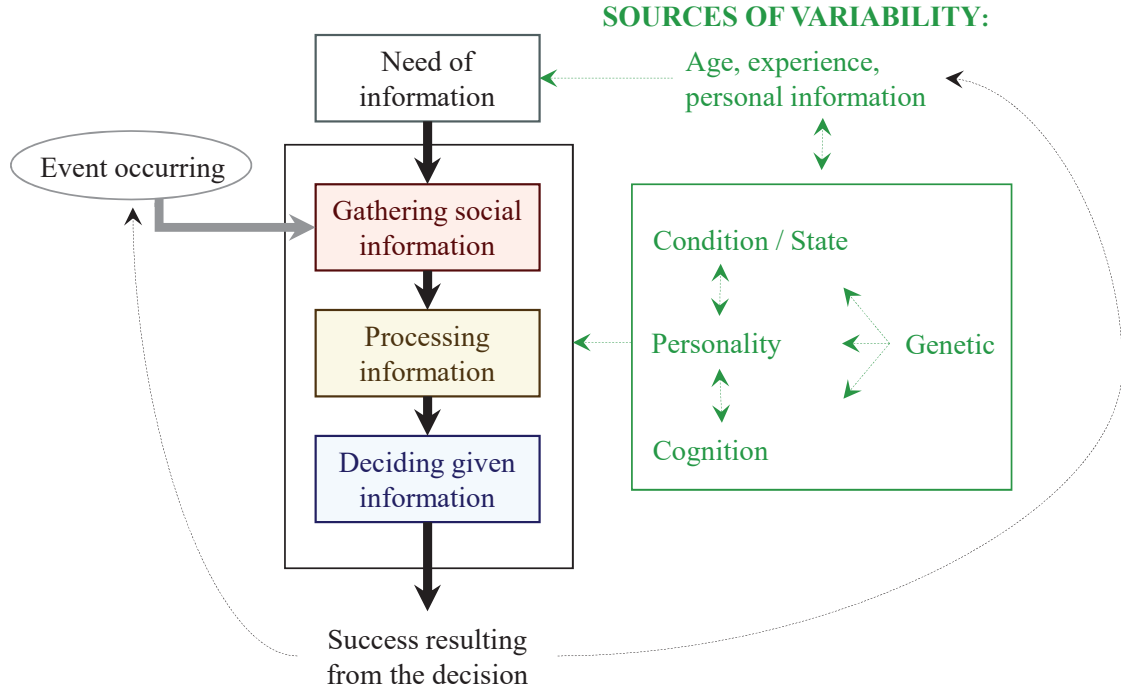 SOURCES OF VARIABILITY:
Need of
information
Age, experience,
personal information
Event occurring
Gathering social
information
Condition / State
Processing
information
Personality
Genetic
Cognition
Deciding given
information
Success resulting
from the decision